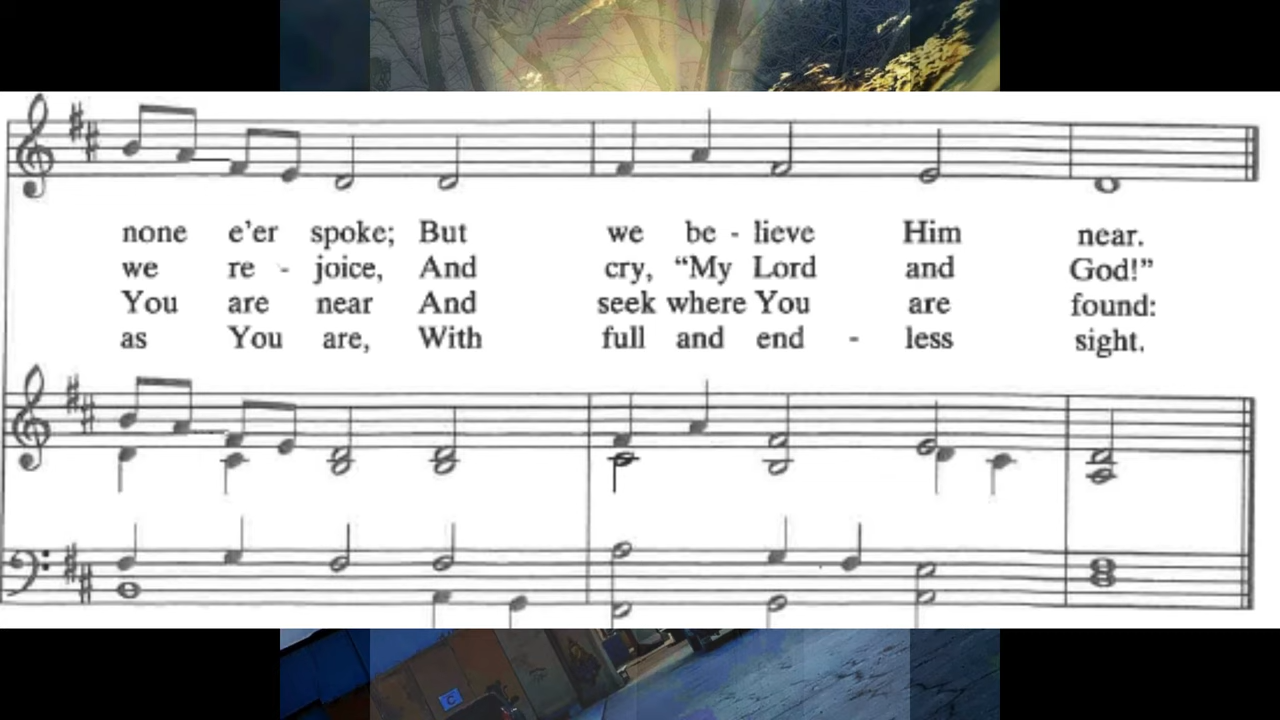 none e'er spoke; But we be - lieve Him near.
we re - joice, And cry, “My Lord and God!”
You are near And seek where You are found:
as You are, With full and end - less sight.
C